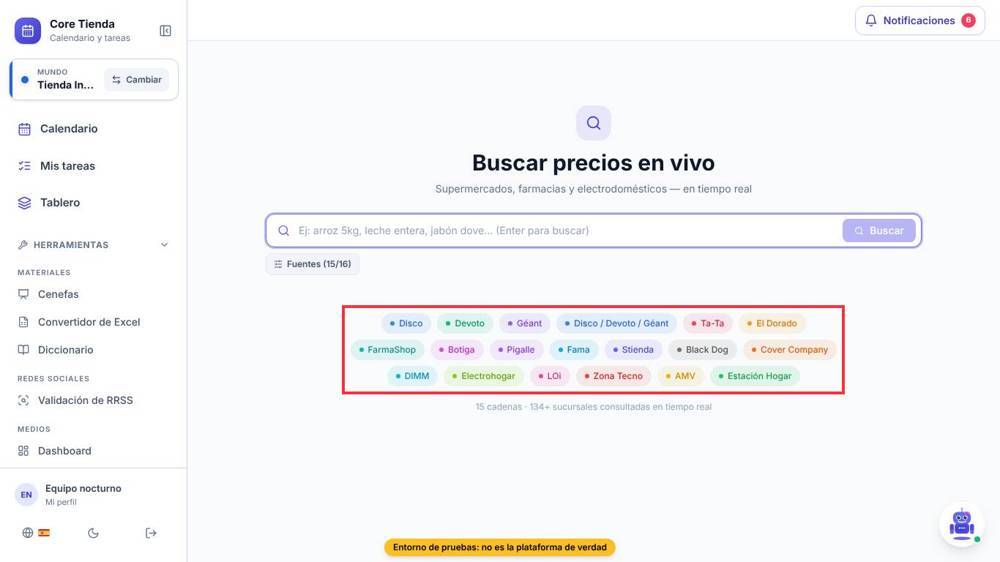 Core Tienda
Calendario y tareas
MUNDO
Tienda In...
Cambiar
Calendario
Mis tareas
Tablero
HERRAMIENTAS
MATERIALES
Cenefas
Convertidor de Excel
Diccionario
REDES SOCIALES
Validación de RRSS
MEDIOS
Dashboard
EN
Equipo nocturno
Mi perfil
Notificaciones 6
Buscar precios en vivo
Supermercados, farmacias y electrodomésticos — en tiempo real
Ej: arroz 5kg, leche entera, jabón dove... (Enter para buscar)
Buscar
Fuentes (15/16)
Disco Devoto Géant Disco / Devoto / Géant Ta-Ta El Dorado
FarmaShop Botiga Pigalle Fama Stienda Black Dog Cover Company
DIMM Electrohogar LOi Zona Tecno AMV Estación Hogar
15 cadenas · 134+ sucursales consultadas en tiempo real
Entorno de pruebas: no es la plataforma de verdad